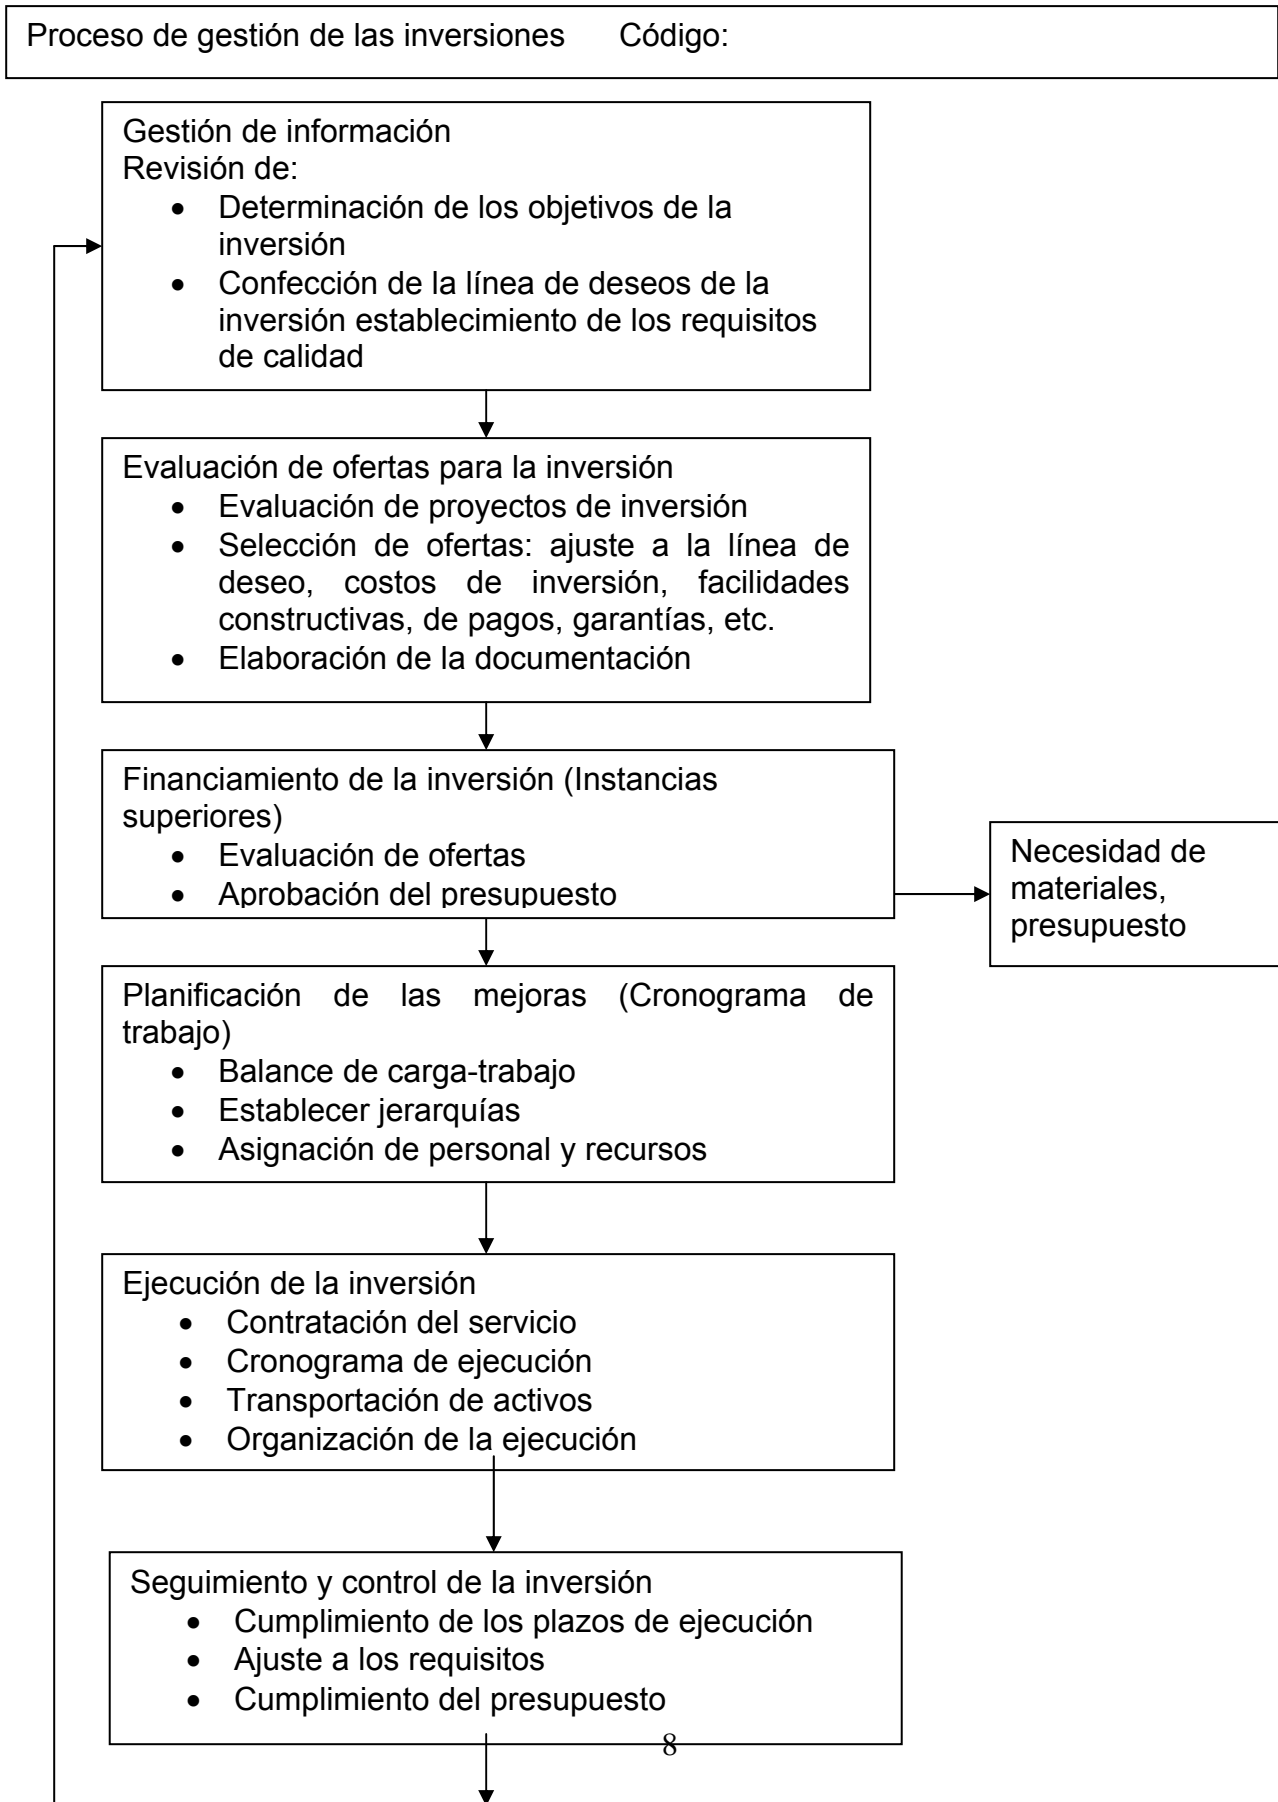 Proceso de gestión de las inversiones Código:
Gestión de información
Revisión de:
• Determinación de los objetivos de la
inversión
• Confección de la línea de deseos de la
inversión establecimiento de los requisitos
de calidad
Evaluación de ofertas para la inversión
• Evaluación de proyectos de inversión
• Selección de ofertas: ajuste a la línea de
deseo, costos de inversión, facilidades
constructivas, de pagos, garantías, etc.
• Elaboración de la documentación
Financiamiento de la inversión (Instancias
superiores)
• Evaluación de ofertas
• Aprobación del presupuesto
Necesidad de
materiales,
presupuesto
Planificación de las mejoras (Cronograma de
trabajo)
• Balance de carga-trabajo
• Establecer jerarquías
• Asignación de personal y recursos
Ejecución de la inversión
• Contratación del servicio
• Cronograma de ejecución
• Transportación de activos
• Organización de la ejecución
Seguimiento y control de la inversión
• Cumplimiento de los plazos de ejecución
• Ajuste a los requisitos
• Cumplimiento del presupuesto
8